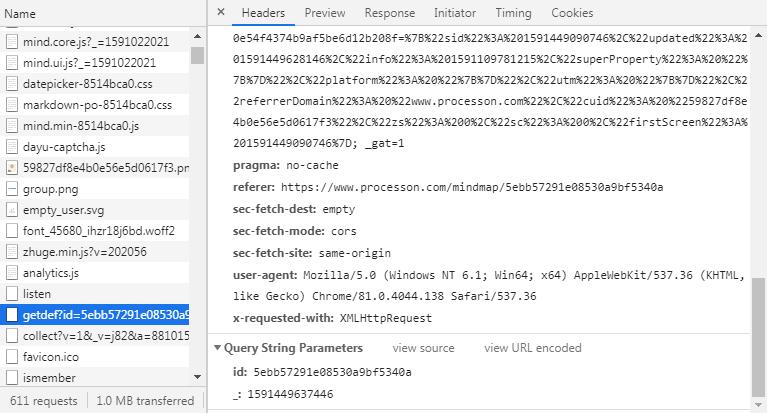 Name
mind.core.js?_=1591022021
mind.ui.js?_=1591022021
datepicker-8514bca0.css
markdown-po-8514bca0.css
mind.min-8514bca0.js
dayu-captcha.js
59827df8e4b0e56e5d0617f3.pn
group.png
empty_user.svg
font_45680_ihzr18j6bd.woff2
zhuge.min.js?v=202056
analytics.js
listen
getdef?id=5ebb57291e08530a9
collect?v=1&_v=j82&a=881015
favicon.ico
ismember
611 requests
1.0 MB transferred
× Headers Preview Response Initiator Timing Cookies
0e54f4374b9af5be6d12b208f=%7B%22sid%22%3A%201591449090746%2C%22updated%22%3A%2
01591449628146%2C%22info%22%3A%201591109781215%2C%22superProperty%22%3A%20%22%
7B%7D%22%2C%22platform%22%3A%20%22%7B%7D%22%2C%22utm%22%3A%20%22%7B%7D%22%2C%2
2referrerDomain%22%3A%20%22www.processon.com%22%2C%22cuid%22%3A%20%2259827df8e
4b0e56e5d0617f3%22%2C%22zs%22%3A%200%2C%22sc%22%3A%200%2C%22firstScreen%22%3A%
201591449090746%7D; _gat=1
pragma: no-cache
referer: https://www.processon.com/mindmap/5ebb57291e08530a9bf5340a
sec-fetch-dest: empty
sec-fetch-mode: cors
sec-fetch-site: same-origin
user-agent: Mozilla/5.0 (Windows NT 6.1; Win64; x64) AppleWebKit/537.36 (KHTML,
like Gecko) Chrome/81.0.4044.138 Safari/537.36
x-requested-with: XMLHttpRequest
Query String Parameters view source view URL encoded
id: 5ebb57291e08530a9bf5340a
_: 1591449637446